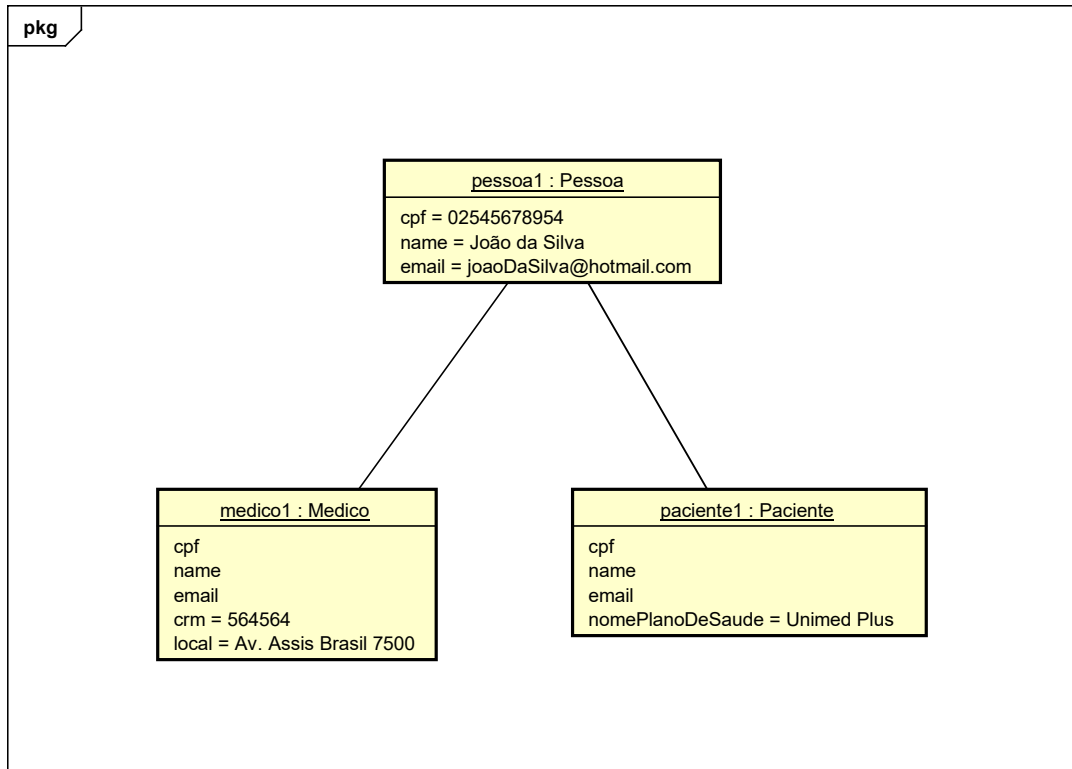 pkg
pessoa1 : Pessoa
cpf = 02545678954
name = João da Silva
email = joaoDaSilva@hotmail.com
medico1 : Medico
cpf
name
email
crm = 564564
local = Av. Assis Brasil 7500
paciente1 : Paciente
cpf
name
email
nomePlanoDeSaude = Unimed Plus